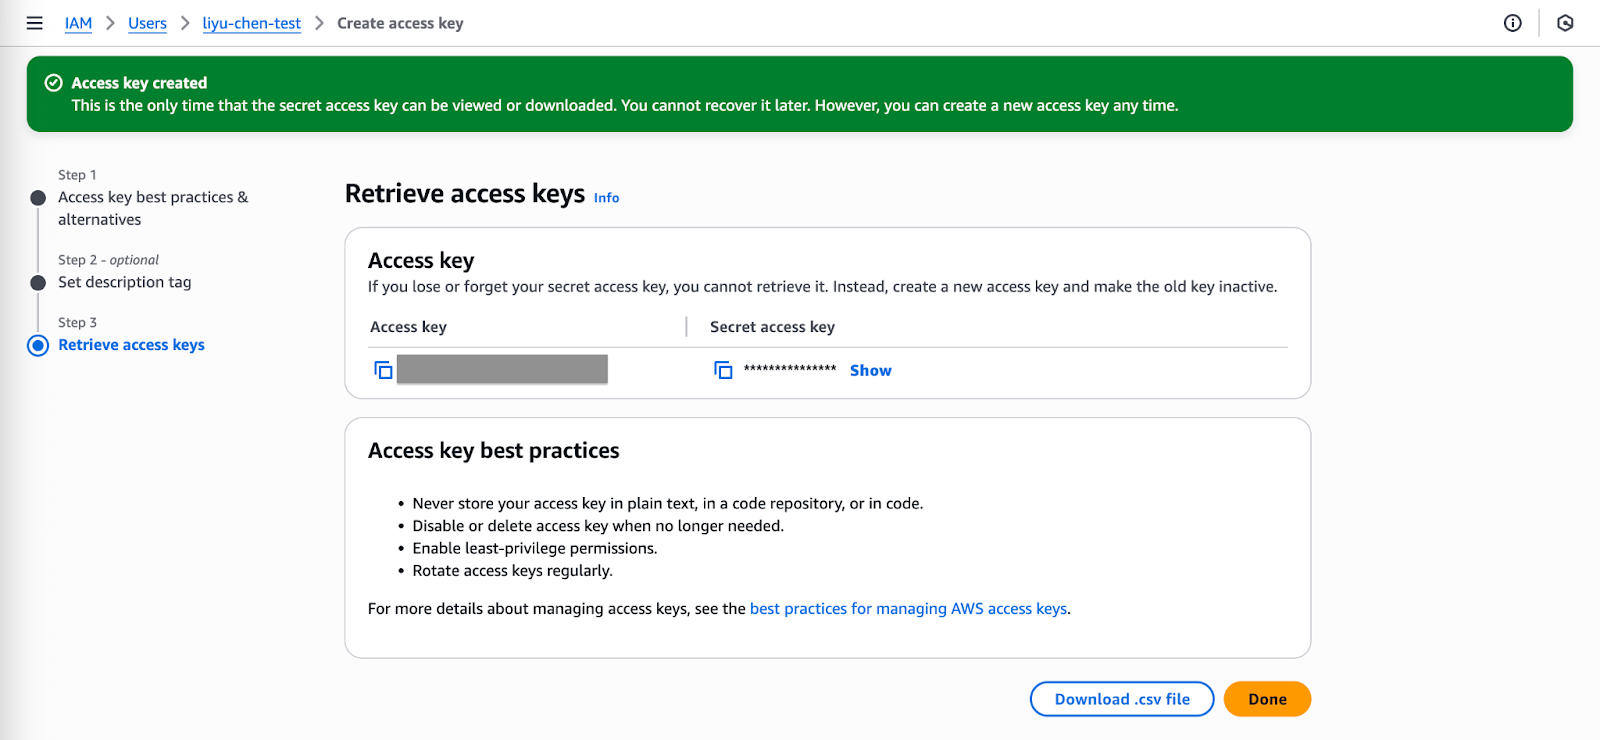 IAM > Users > liyu-chen-test > Create access key
Access key created
This is the only time that the secret access key can be viewed or downloaded. You cannot recover it later. However, you can create a new access key any time.
Step 1
Access key best practices &
alternatives
Step 2 - optional
Set description tag
Step 3
Retrieve access keys
Retrieve access keys Info
Access key
If you lose or forget your secret access key, you cannot retrieve it. Instead, create a new access key and make the old key inactive.
Access key
Secret access key
*************** Show
Access key best practices
• Never store your access key in plain text, in a code repository, or in code.
• Disable or delete access key when no longer needed.
• Enable least-privilege permissions.
• Rotate access keys regularly.
For more details about managing access keys, see the best practices for managing AWS access keys.
Download .csv file
Done